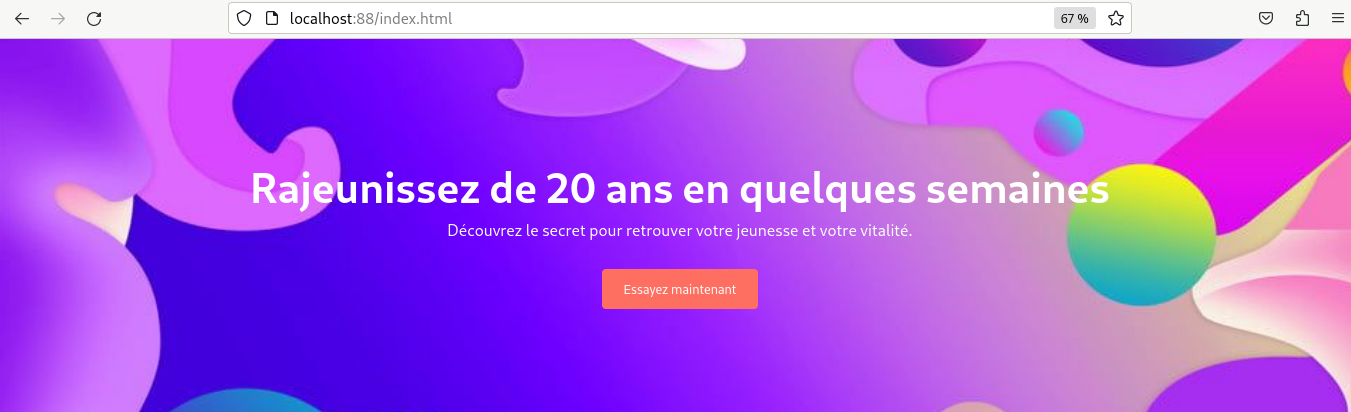 localhost:88/index.html
67 %
Rajeunissez de 20 ans en quelques semaines
Découvrez le secret pour retrouver votre jeunesse et votre vitalité.
Essayez maintenant